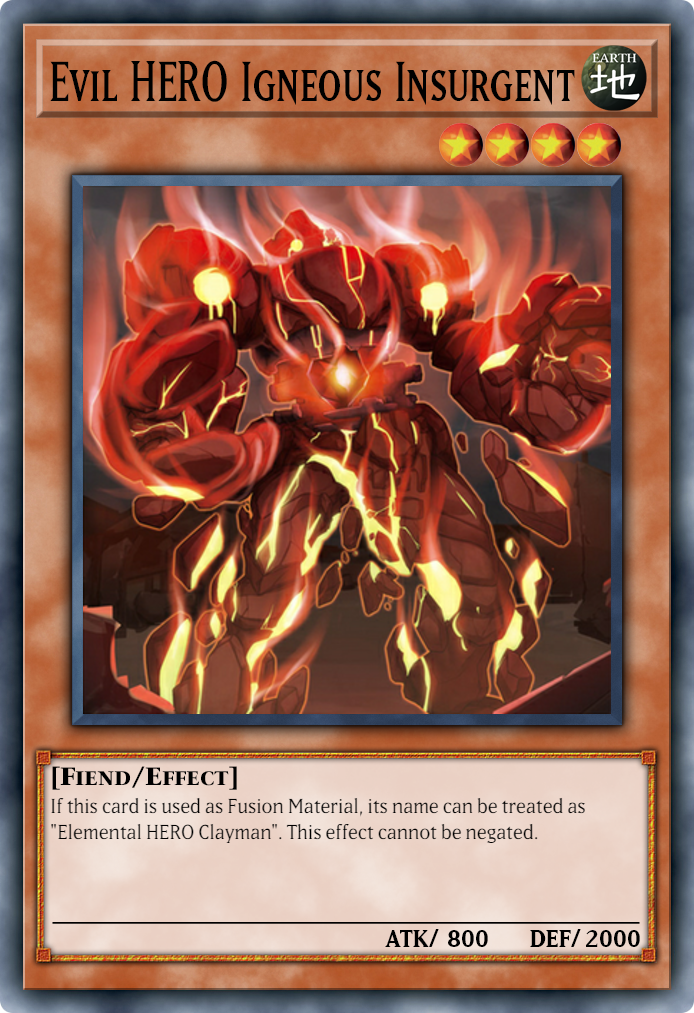 Evil HERO Igneous Insurgent
EARTH
地
[Fiend/Effect]
If this card is used as Fusion Material, its name can be treated as
"Elemental HERO Clayman". This effect cannot be negated.
ATK/ 800 DEF/ 2000